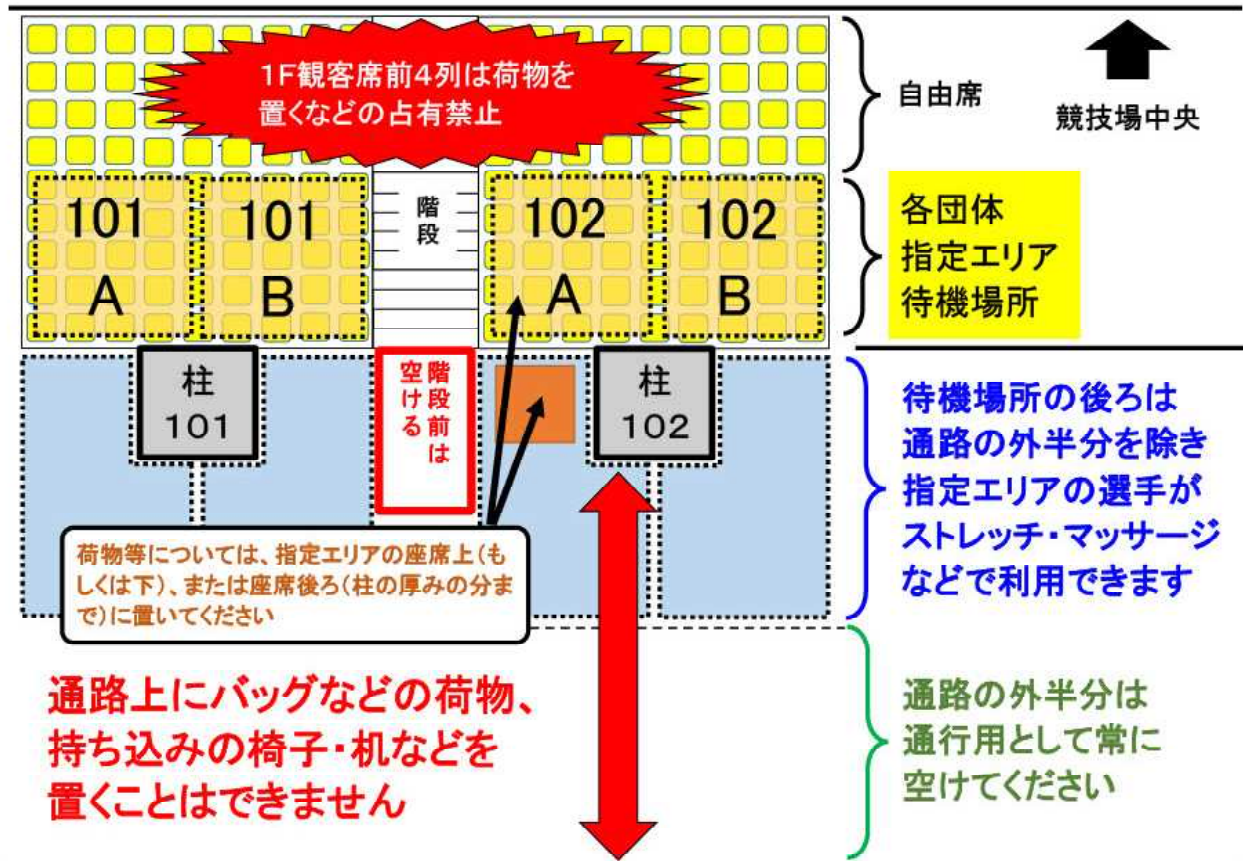 1F観客席前4列は荷物を
置くなどの占有禁止
自由席
競技場中央
101
A
101
B
階段
102
A
102
B
各団体
指定エリア
待機場所
柱
101
階段前は
空ける
柱
102
待機場所の後ろは
通路の外半分を除き
指定エリアの選手が
ストレッチ・マッサージ
などで利用できます
荷物等については、指定エリアの座席上(も
しくは下)、または座席後ろ(柱の厚みの分ま
で)に置いてください
通路上にバッグなどの荷物、
持ち込みの椅子・机などを
置くことはできません
通路の外半分は
通行用として常に
空けてください